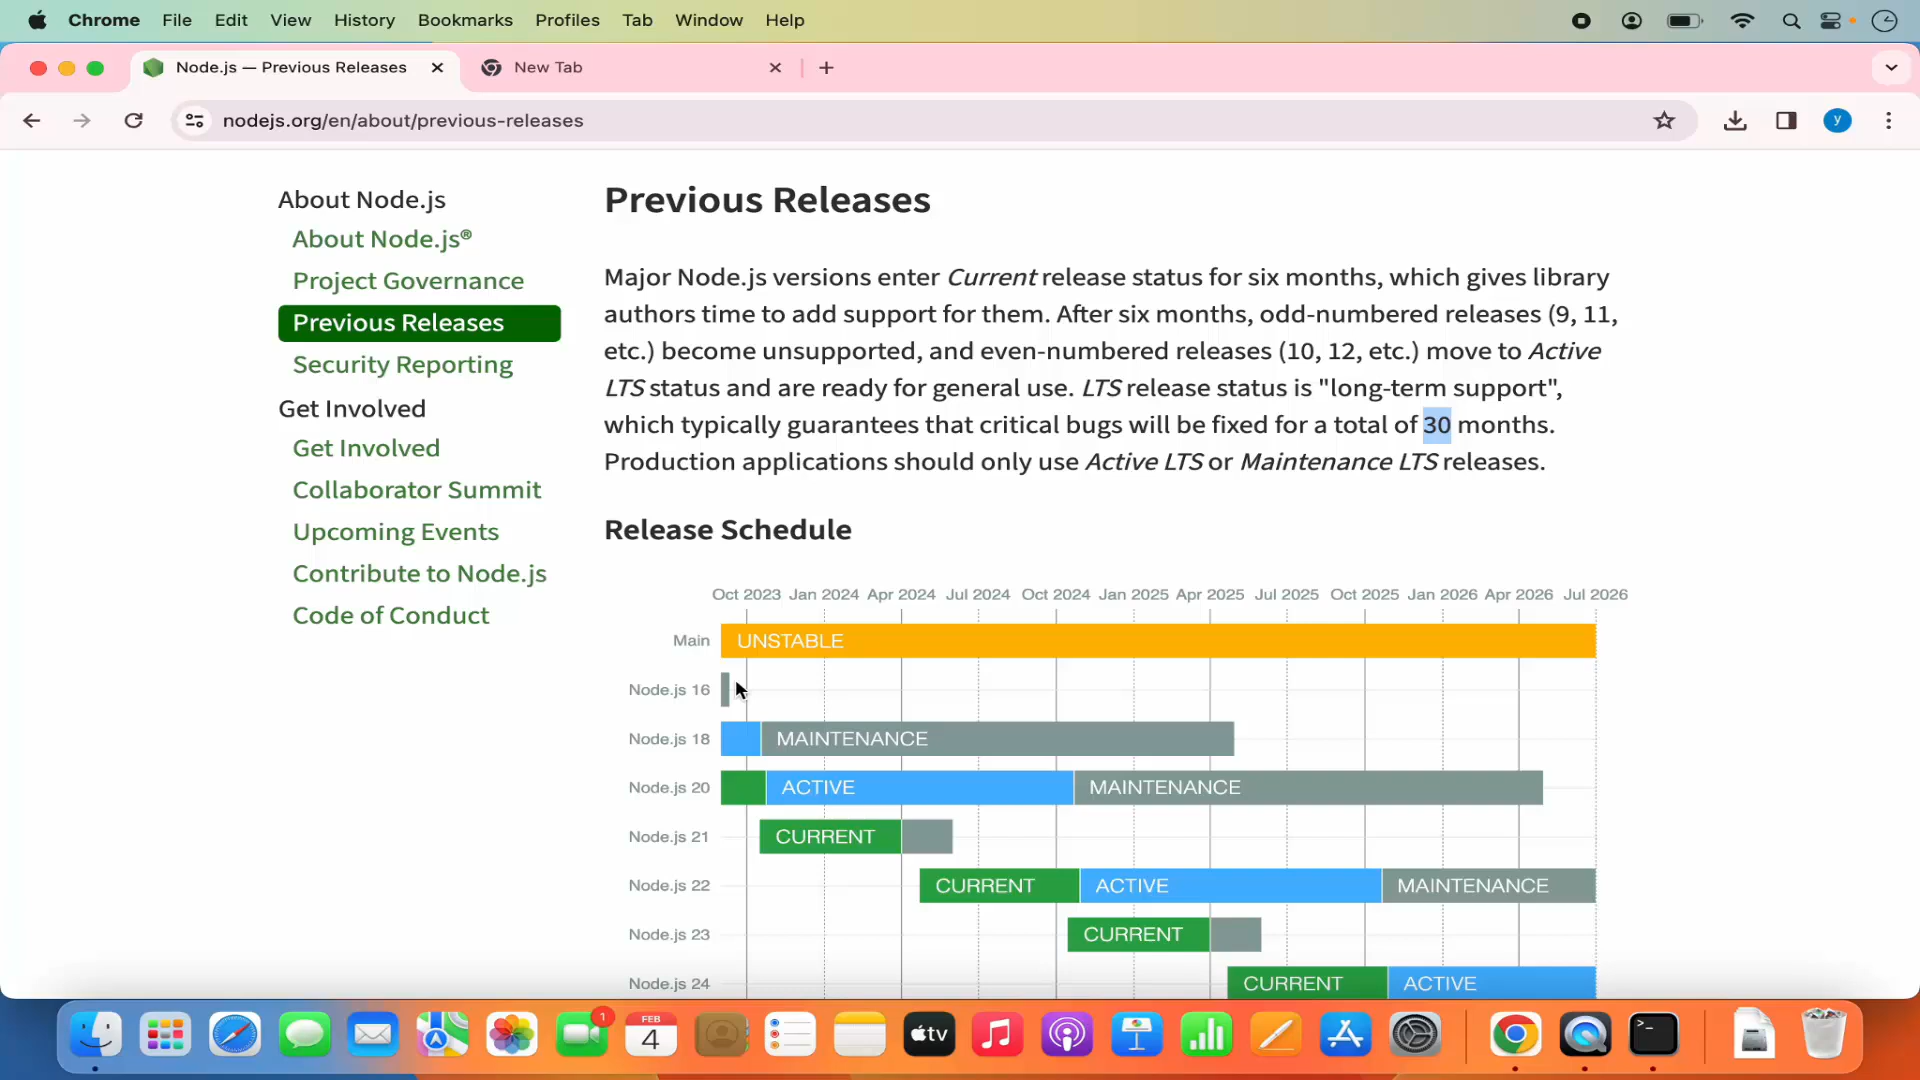 Chrome File Edit View History Bookmarks Profiles Tab Window Help
Node.js — Previous Releases New Tab
nodejs.org/en/about/previous-releases y
About Node.js
About Node.js®
Project Governance
Previous Releases
Security Reporting
Get Involved
Get Involved
Collaborator Summit
Upcoming Events
Contribute to Node.js
Code of Conduct
Previous Releases
Major Node.js versions enter Current release status for six months, which gives library
authors time to add support for them. After six months, odd-numbered releases (9, 11,
etc.) become unsupported, and even-numbered releases (10, 12, etc.) move to Active
LTS status and are ready for general use. LTS release status is "long-term support",
which typically guarantees that critical bugs will be fixed for a total of 30 months.
Production applications should only use Active LTS or Maintenance LTS releases.
Release Schedule
Oct 2023 Jan 2024 Apr 2024 Jul 2024 Oct 2024 Jan 2025 Apr 2025 Jul 2025 Oct 2025 Jan 2026 Apr 2026 Jul 2026
Main UNSTABLE
Node.js 16
Node.js 18 MAINTENANCE
Node.js 20 ACTIVE MAINTENANCE
Node.js 21 CURRENT
Node.js 22 CURRENT ACTIVE MAINTENANCE
Node.js 23 CURRENT
Node.js 24 CURRENT ACTIVE
1
FEB
4
tv